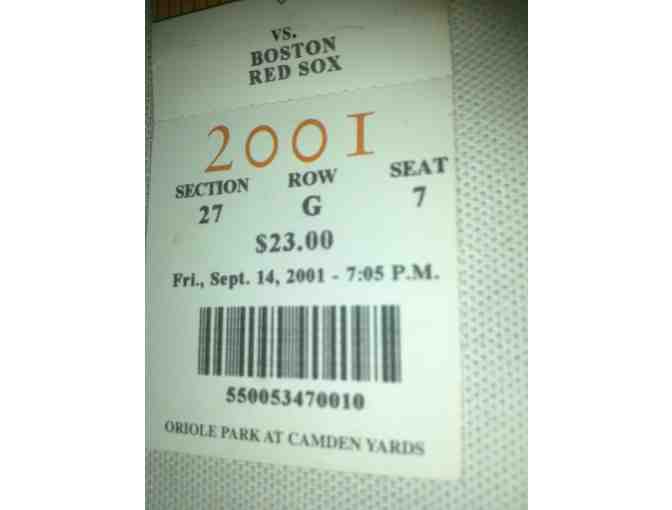 VS.
BOSTON
RED SOX
2001
SECTION ROW SEAT
27 G 7
$23.00
Fri., Sept. 14, 2001 - 7:05 P.M.
550053470010
ORIOLE PARK AT CAMDEN YARDS